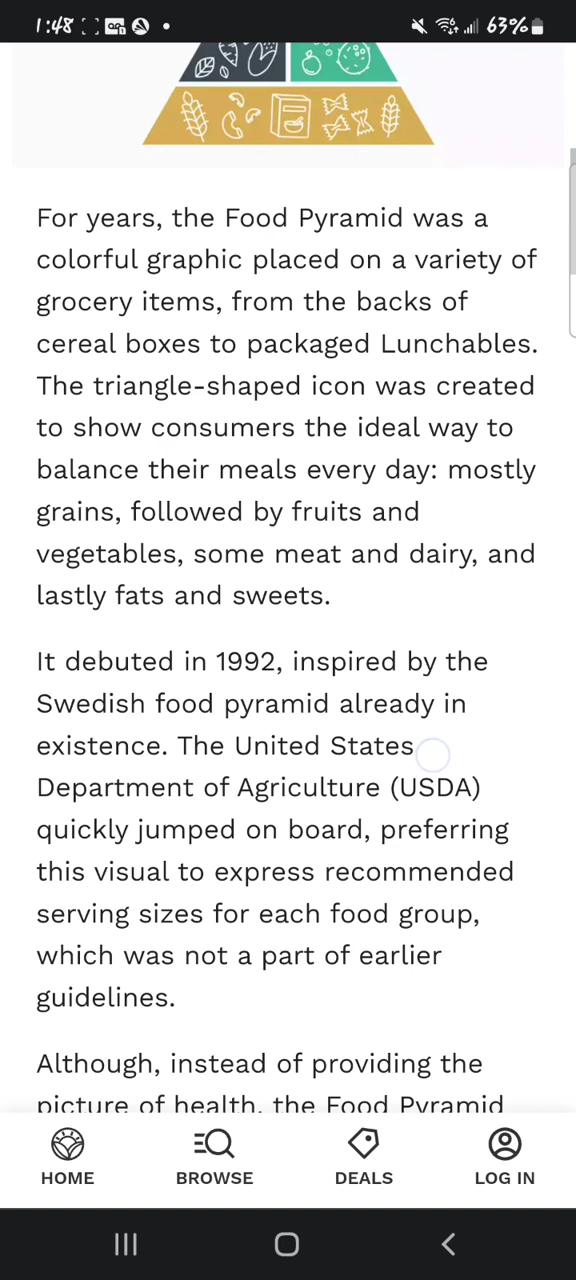 1:48
63%
For years, the Food Pyramid was a
colorful graphic placed on a variety of
grocery items, from the backs of
cereal boxes to packaged Lunchables.
The triangle-shaped icon was created
to show consumers the ideal way to
balance their meals every day: mostly
grains, followed by fruits and
vegetables, some meat and dairy, and
lastly fats and sweets.
It debuted in 1992, inspired by the
Swedish food pyramid already in
existence. The United States
Department of Agriculture (USDA)
quickly jumped on board, preferring
this visual to express recommended
serving sizes for each food group,
which was not a part of earlier
guidelines.
Although, instead of providing the
picture of health, the Food Pyramid
HOME BROWSE DEALS LOG IN